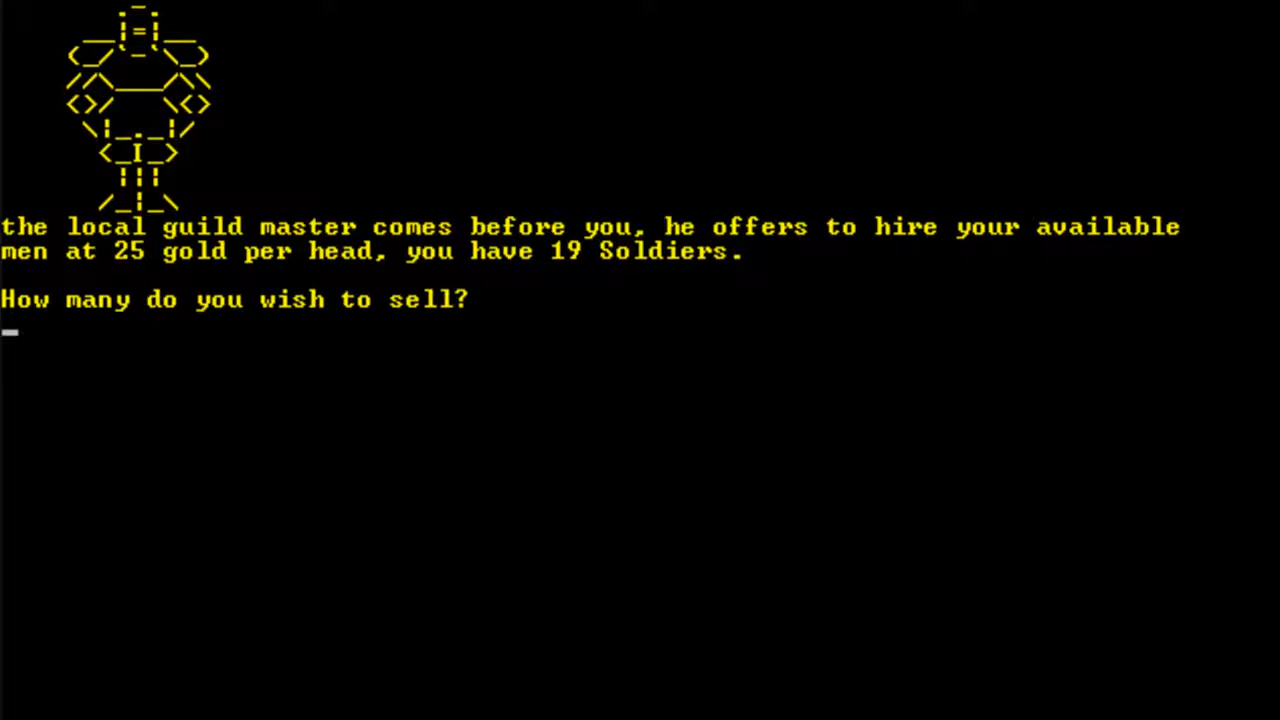 the local guild master comes before you, he offers to hire your available
men at 25 gold per head, you have 19 Soldiers.
How many do you wish to sell?